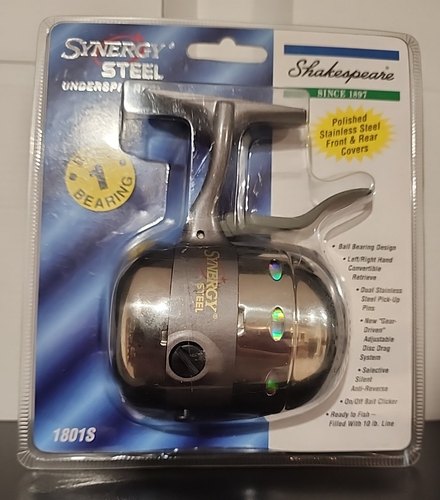 SYNERGY
STEEL
UNDERSPIN
Shakespeare®
SINCE 1897
Polished
Stainless Steel
Front & Rear
Covers
BEARING
SYNERGY
STEEL
• Ball Bearing Design
• Left/Right Hand
Convertible
Retrieve
• Dual Stainless
Steel Pick-Up
Pins
• New "Gear-
Driven"
Adjustable
Disc Drag
System
• Selective
Silent
Anti-Reverse
• On/Off Bait Clicker
• Ready to Fish –
Filled With 10 lb. Line
1801S